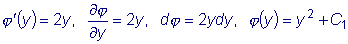 φ′(y) = 2y, ∂φ/∂y = 2y, dφ = 2ydy, φ(y) = y² + C₁